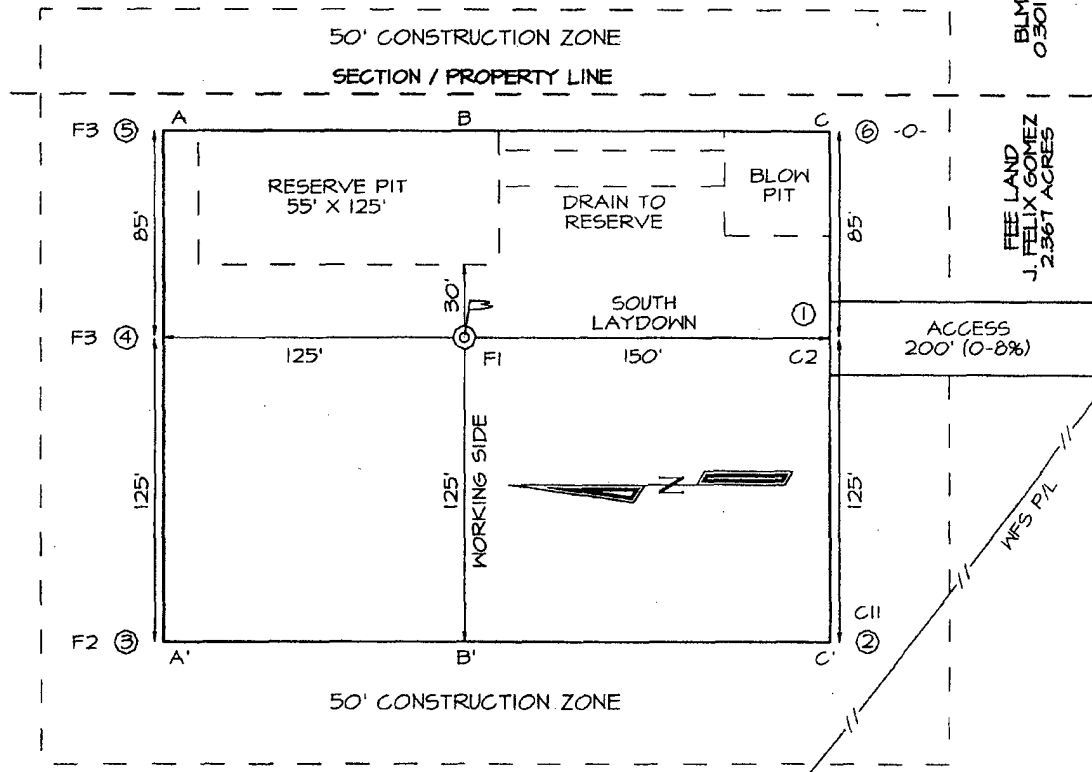 50' CONSTRUCTION ZONE
SECTION / PROPERTY LINE
BLM
0.301
A
B
C
F3 ⑤
⑥ -0-
RESERVE PIT
55' X 125'
DRAIN TO
RESERVE
BLOW
PIT
85'
85'
FEE LAND
J. FELIX GOMEZ
2.367 ACRES
30'
SOUTH
LAYDOWN
①
F3 ④
125'
F1
150'
C2
ACCESS
200' (0-8%)
125'
125'
WORKING SIDE
N
125'
WFS P/L
F2 ③
C11
②
A'
B'
C'
50' CONSTRUCTION ZONE